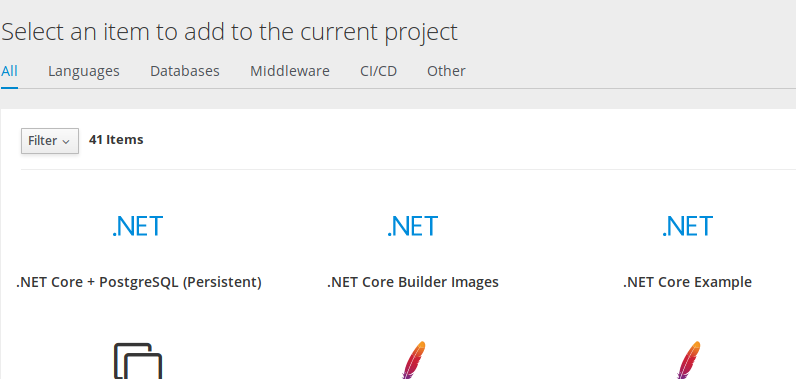 Select an item to add to the current project
All Languages Databases Middleware CI/CD Other
Filter 41 Items
.NET .NET .NET
.NET Core + PostgreSQL (Persistent) .NET Core Builder Images .NET Core Example